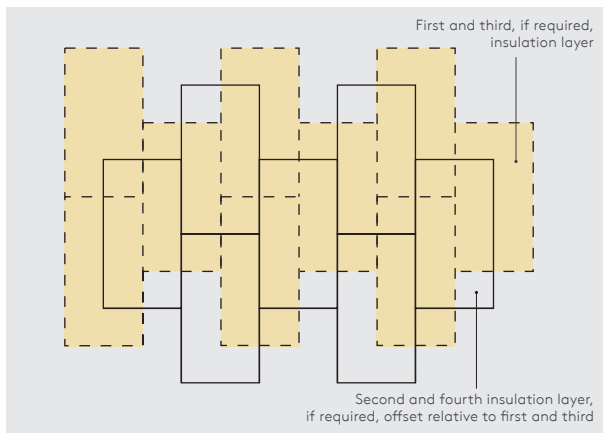 First and third, if required,
insulation layer
Second and fourth insulation layer,
if required, offset relative to first and third